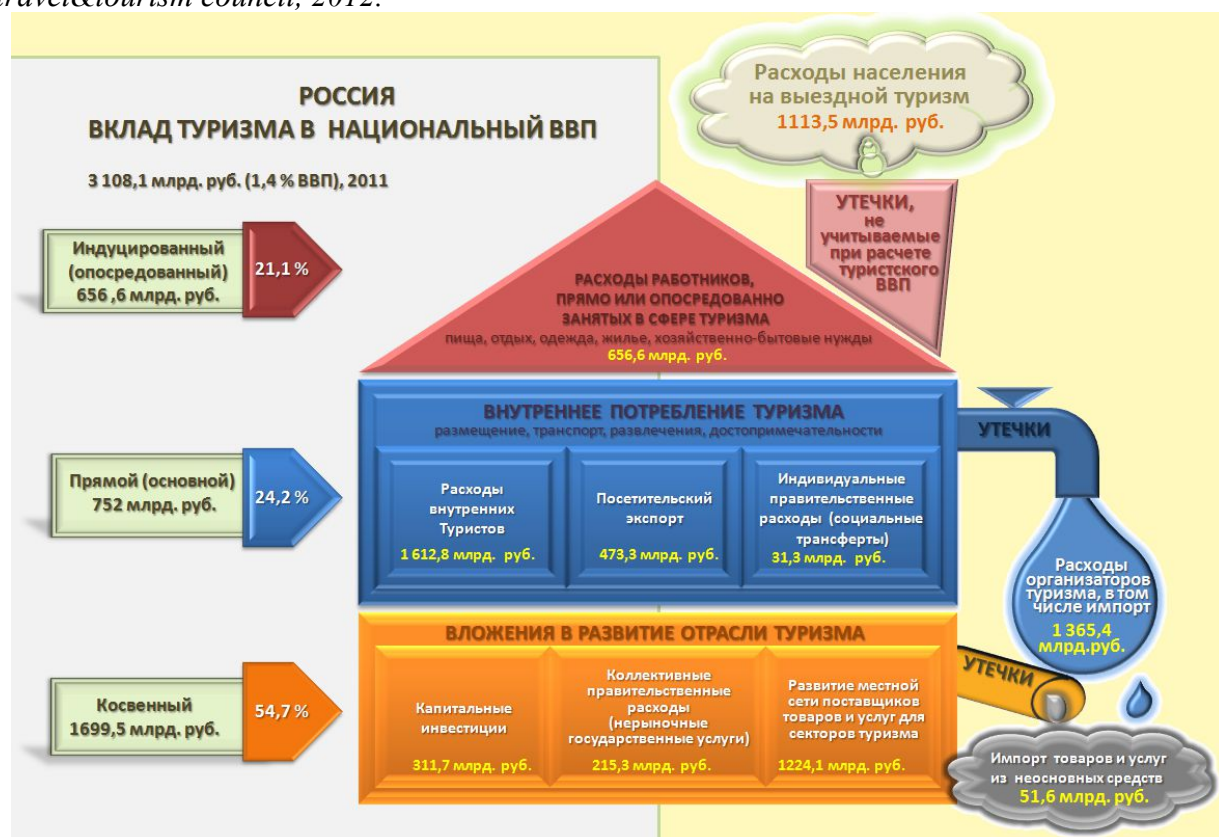 travel&tourism council, 2012.
РОССИЯ
ВКЛАД ТУРИЗМА В НАЦИОНАЛЬНЫЙ ВВП
3 108,1 млрд. руб. (1,4 % ВВП), 2011
Расходы населения
на выездной туризм
1113,5 млрд. руб.
УТЕЧКИ,
не
учитываемые
при расчете
туристского
ВВП
Индуцированный
(опосредованный)
656 ,6 млрд. руб.
21,1 %
РАСХОДЫ РАБОТНИКОВ,
ПРЯМО ИЛИ ОПОСРЕДОВАННО
ЗАНЯТЫХ В СФЕРЕ ТУРИЗМА
пища, отдых, одежда, жилье, хозяйственно-бытовые нужды
656,6 млрд. руб.
Прямой (основной)
752 млрд. руб.
24,2 %
ВНУТРЕННЕЕ ПОТРЕБЛЕНИЕ ТУРИЗМА
размещение, транспорт, развлечения, достопримечательности
Расходы
внутренних
Туристов
1 612,8 млрд. руб.
Посетительский
экспорт
473,3 млрд. руб.
Индивидуальные
правительственные
расходы (социальные
трансферты)
31,3 млрд. руб.
УТЕЧКИ
Расходы
организаторов
туризма, в том
числе импорт
1 365,4
млрд.руб.
Косвенный
1699,5 млрд. руб.
54,7 %
ВЛОЖЕНИЯ В РАЗВИТИЕ ОТРАСЛИ ТУРИЗМА
Капитальные
инвестиции
311,7 млрд. руб.
Коллективные
правительственные
расходы
(нерыночные
государственные услуги)
215,3 млрд. руб.
Развитие местной
сети поставщиков
товаров и услуг для
секторов туризма
1224,1 млрд. руб.
УТЕЧКИ
Импорт товаров и услуг
из неосновных средств
51,6 млрд. руб.